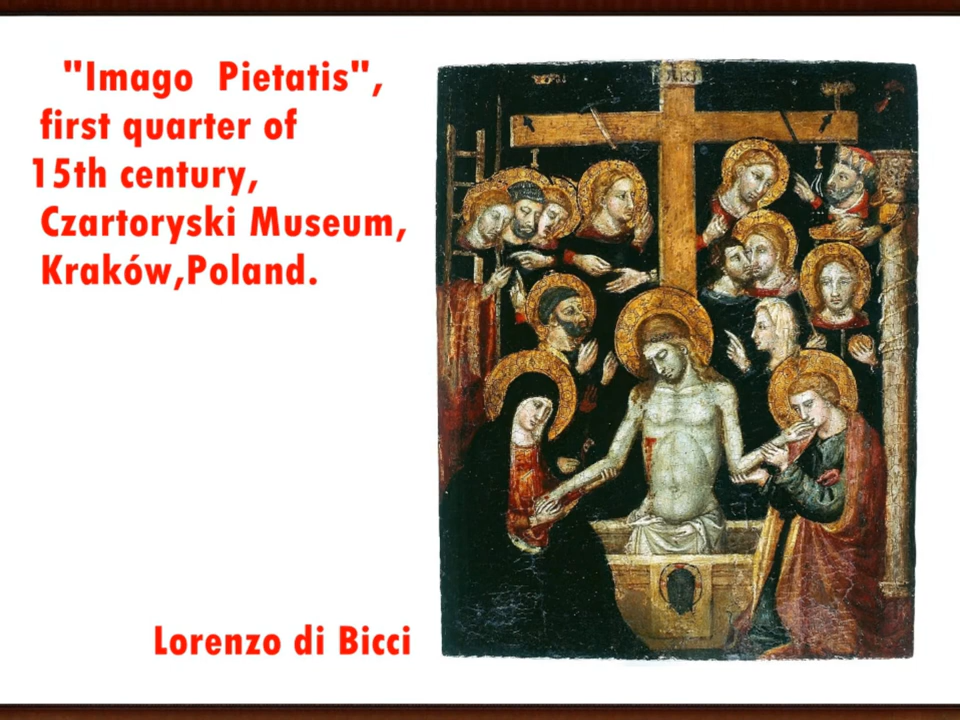 "Imago Pietatis",
first quarter of
15th century,
Czartoryski Museum,
Kraków,Poland.
Lorenzo di Bicci